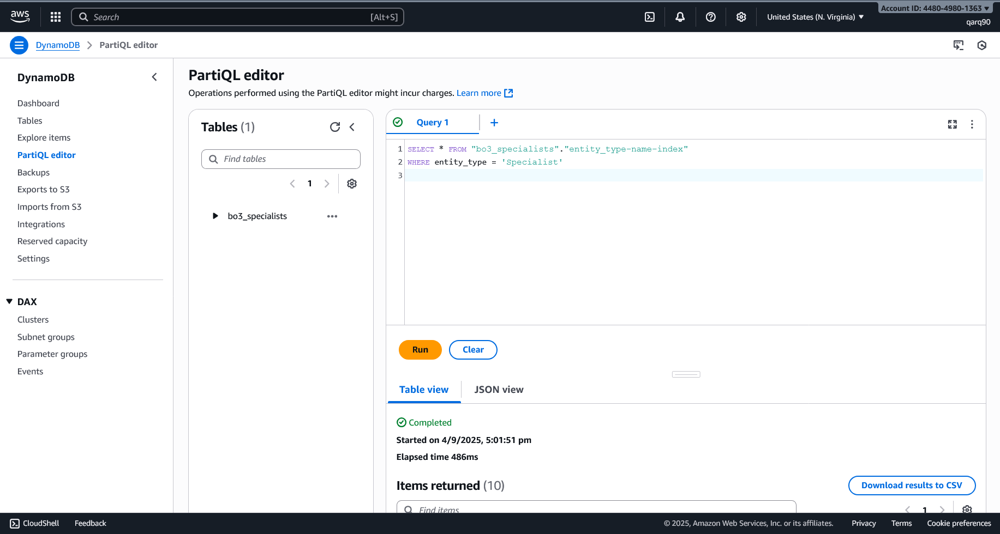 aws
Search
[Alt+S]
United States (N. Virginia)
Account ID: 4480-4980-1363
qarq90
DynamoDB
PartiQL editor
DynamoDB
Dashboard
Tables
Explore items
PartiQL editor
Backups
Exports to S3
Imports from S3
Integrations
Reserved capacity
Settings
DAX
Clusters
Subnet groups
Parameter groups
Events
PartiQL editor
Operations performed using the PartiQL editor might incur charges. Learn more
Tables (1)
Find tables
1
bo3_specialists
Query 1
1 SELECT * FROM "bo3_specialists"."entity_type-name-index"
2 WHERE entity_type = 'Specialist'
3
Run
Clear
Table view
JSON view
Completed
Started on 4/9/2025, 5:01:51 pm
Elapsed time 486ms
Items returned (10)
Download results to CSV
Find items
1
CloudShell
Feedback
© 2025, Amazon Web Services, Inc. or its affiliates.
Privacy
Terms
Cookie preferences